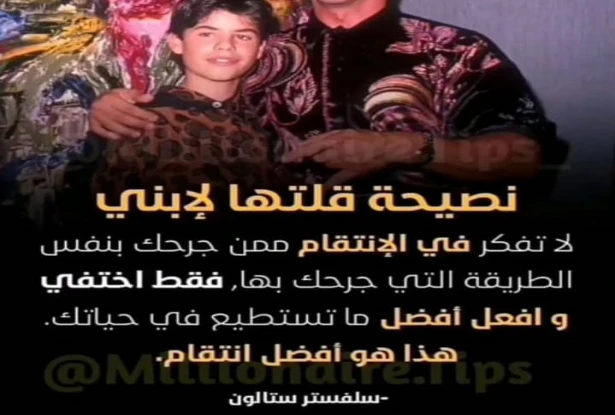 نصيحة قلتها لإبني
لا تفكر في الإنتقام ممن جرحك بنفس
الطريقة التي جرحك بها, فقط اختفي
و افعل أفضل ما تستطيع في حياتك.
هذا هو أفضل انتقام.
@Millionaire.Tips
-سلفستر ستالون